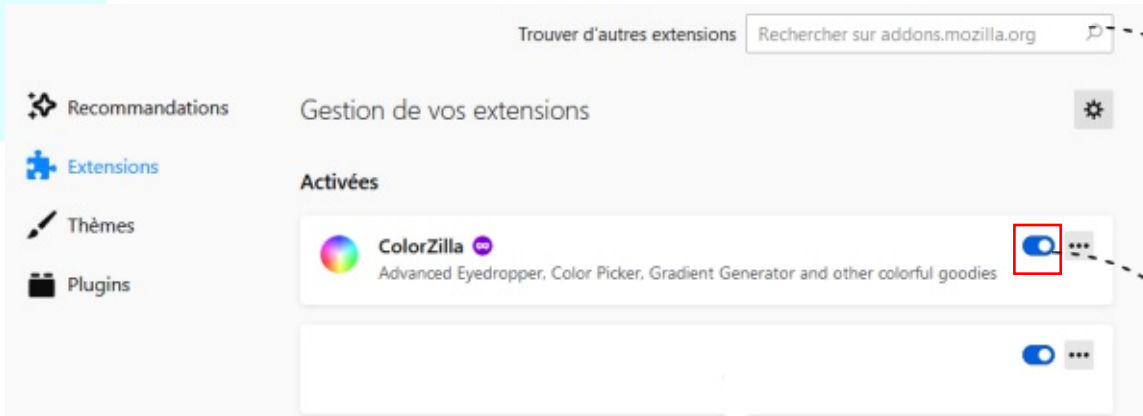 Trouver d'autres extensions Rechercher sur addons.mozilla.org
Recommandations
Gestion de vos extensions
Extensions
Activées
Thèmes
ColorZilla
Advanced Eyedropper, Color Picker, Gradient Generator and other colorful goodies
Plugins